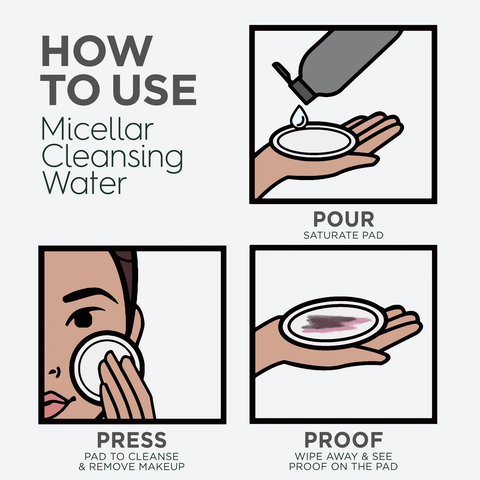 HOW
TO USE
Micellar
Cleansing
Water
POUR
SATURATE PAD
PRESS
PAD TO CLEANSE
& REMOVE MAKEUP
PROOF
WIPE AWAY & SEE
PROOF ON THE PAD